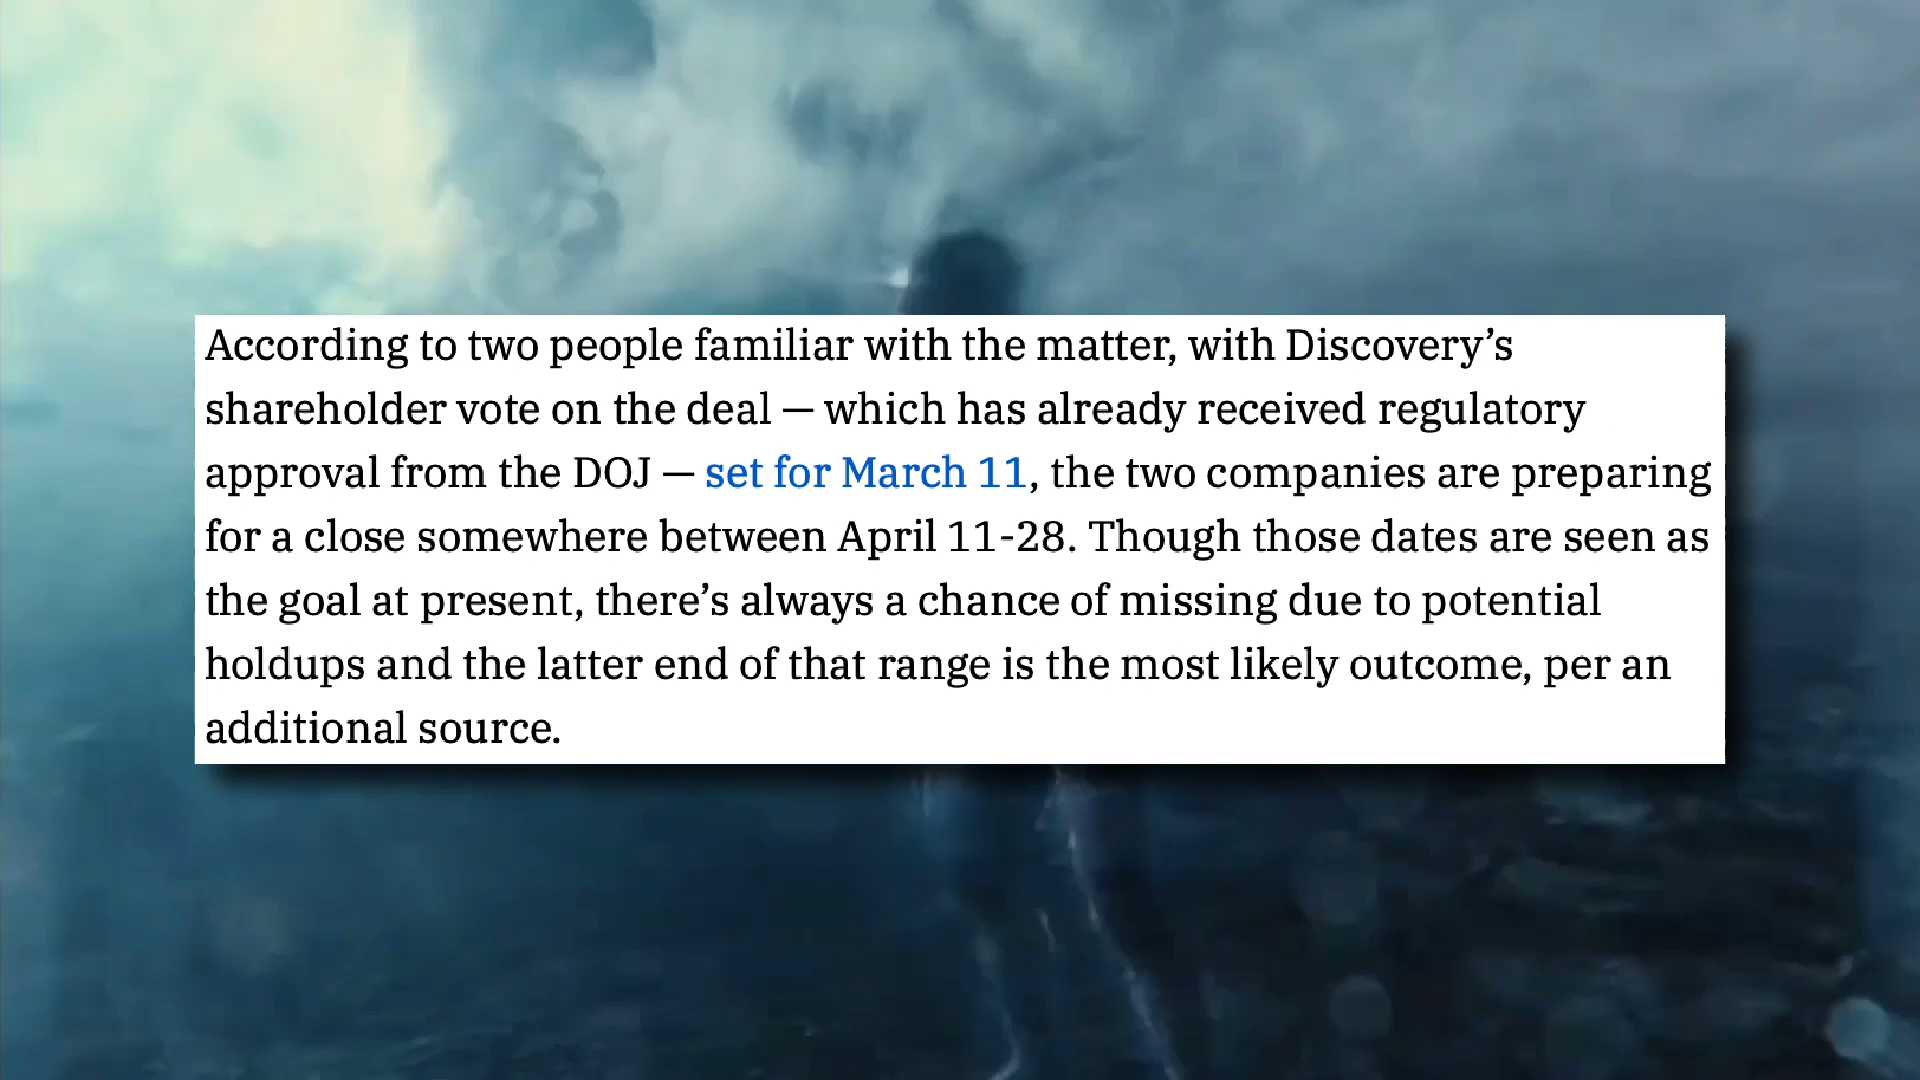 According to two people familiar with the matter, with Discovery’s
shareholder vote on the deal — which has already received regulatory
approval from the DOJ — set for March 11, the two companies are preparing
for a close somewhere between April 11-28. Though those dates are seen as
the goal at present, there’s always a chance of missing due to potential
holdups and the latter end of that range is the most likely outcome, per an
additional source.